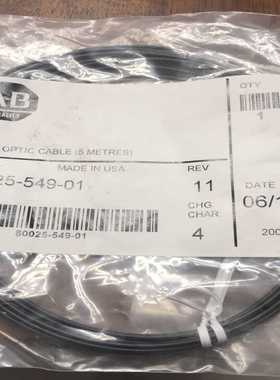 AB
QTY
1
OPTIC CABLE (5 METRES)
MADE IN USA
REV
25-549-01
11
DATE
CHG
CHAR:
06/1
80025-549-01
4
200